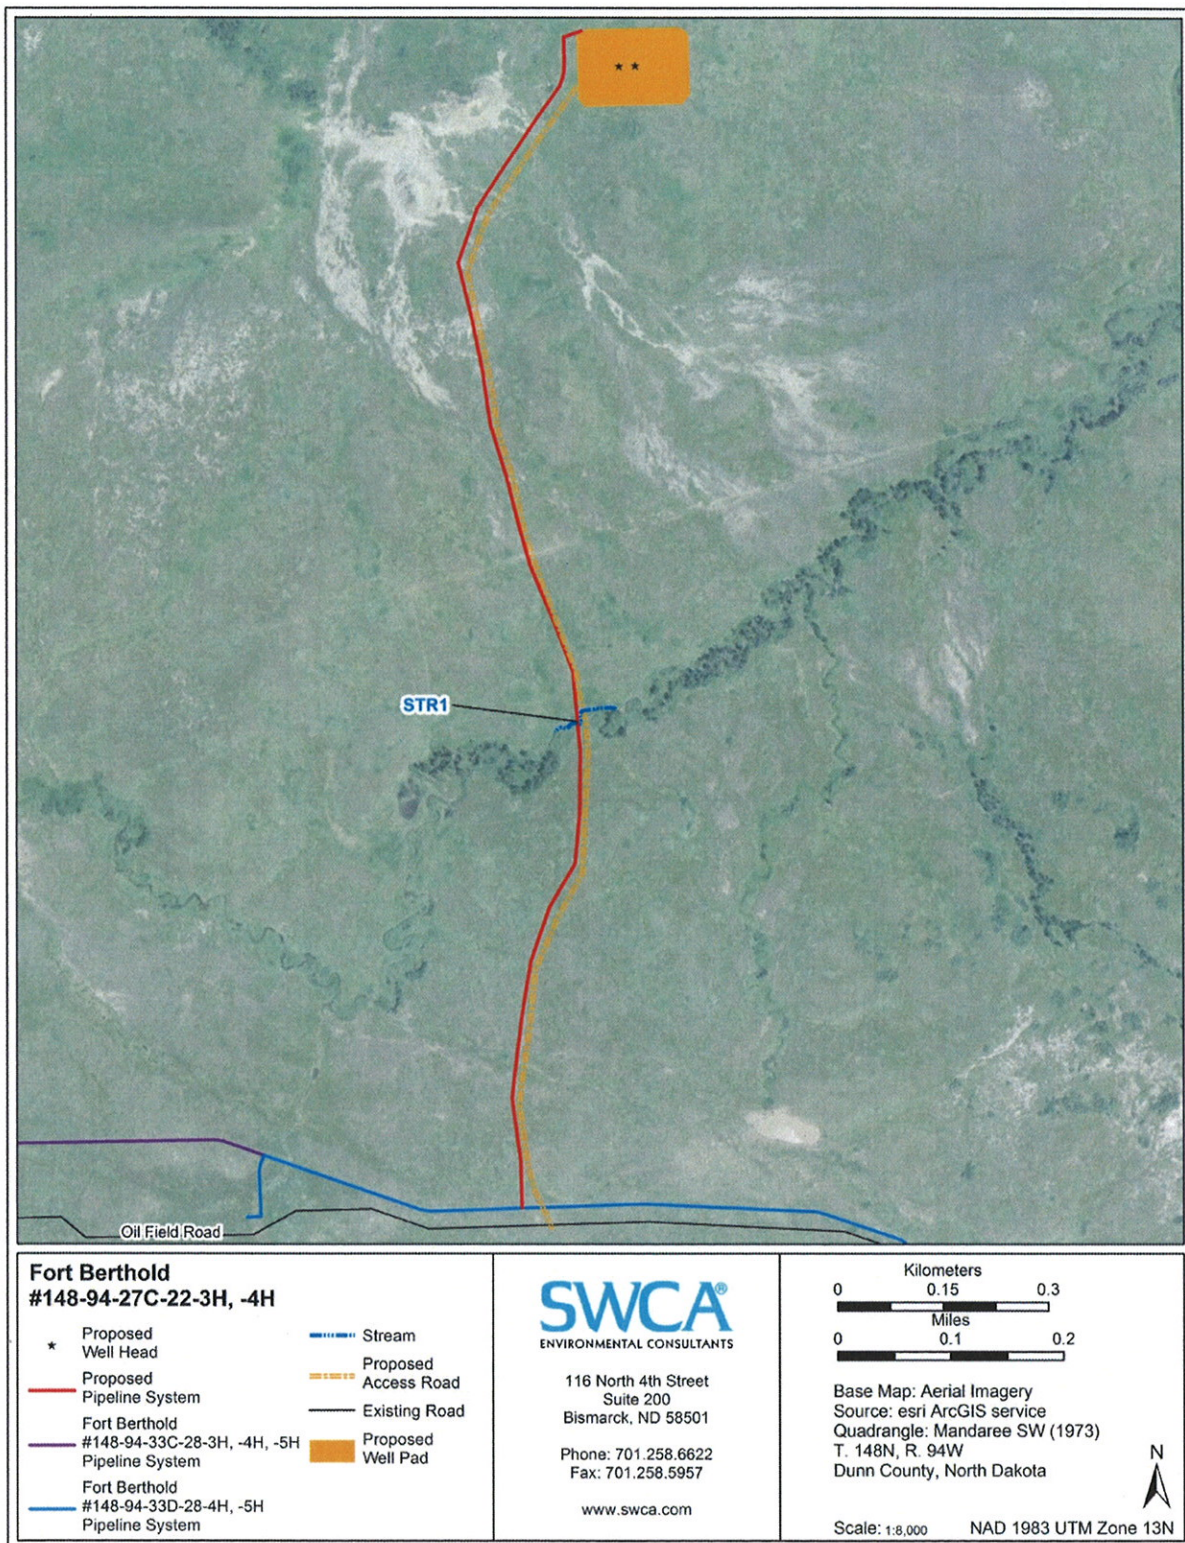 STR1
Oil Field Road
Fort Berthold
#148-94-27C-22-3H, -4H
Proposed
Well Head
Proposed
Pipeline System
Fort Berthold
#148-94-33C-28-3H, -4H, -5H
Pipeline System
Fort Berthold
#148-94-33D-28-4H, -5H
Pipeline System
Stream
Proposed
Access Road
Existing Road
Proposed
Well Pad
SWCA®
ENVIRONMENTAL CONSULTANTS
116 North 4th Street
Suite 200
Bismarck, ND 58501
Phone: 701.258.6622
Fax: 701.258.5957
www.swca.com
Kilometers
0 0.15 0.3
Miles
0 0.1 0.2
Base Map: Aerial Imagery
Source: esri ArcGIS service
Quadrangle: Mandaree SW (1973)
T. 148N, R. 94W
Dunn County, North Dakota
N
Scale: 1:8,000 NAD 1983 UTM Zone 13N